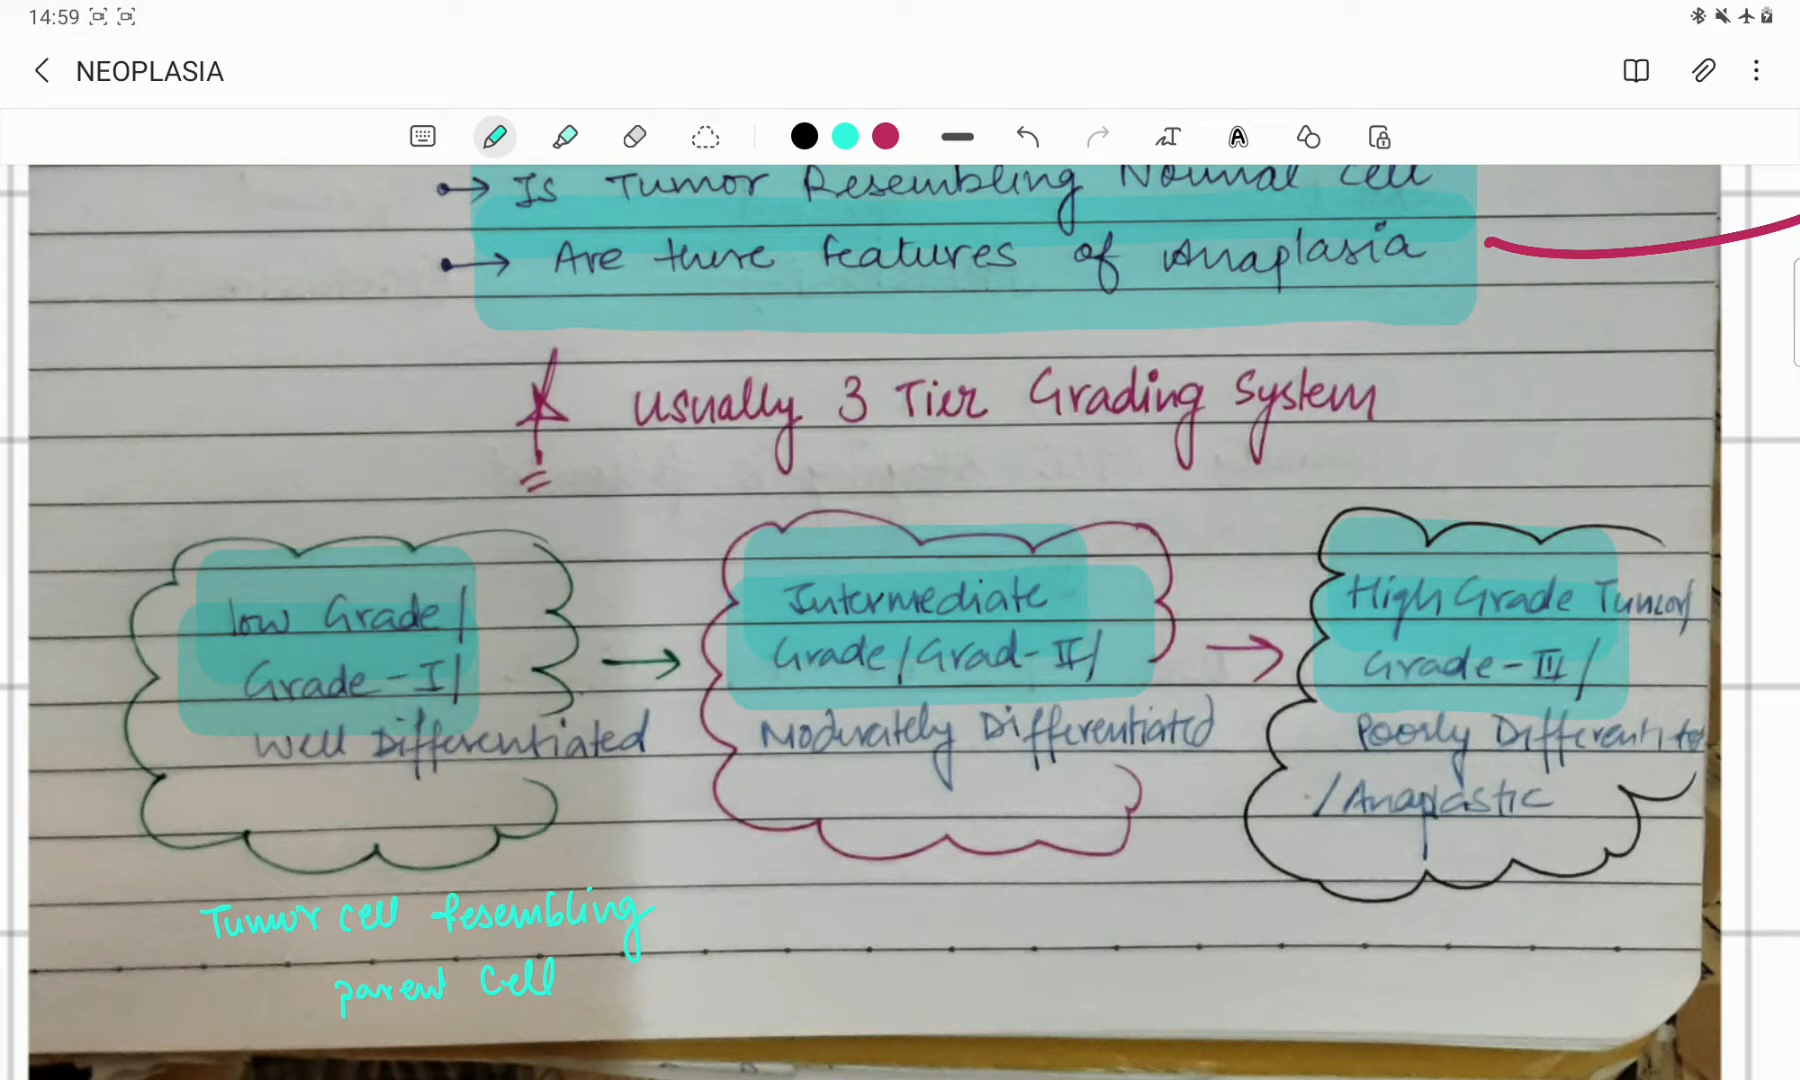 14:59
NEOPLASIA
Is Tumor Resembling Normal Cell
Are there features of Anaplasia
Usually 3 Tier Grading System
low Grade/
Grade-I/
Well Differentiated
Intermediate
Grade/Grad-II/
Moderately Differentiated
High Grade Tumor/
Grade-III/
Poorly Differentiated
/Anaplastic
Tumor cell Resembling
parent Cell